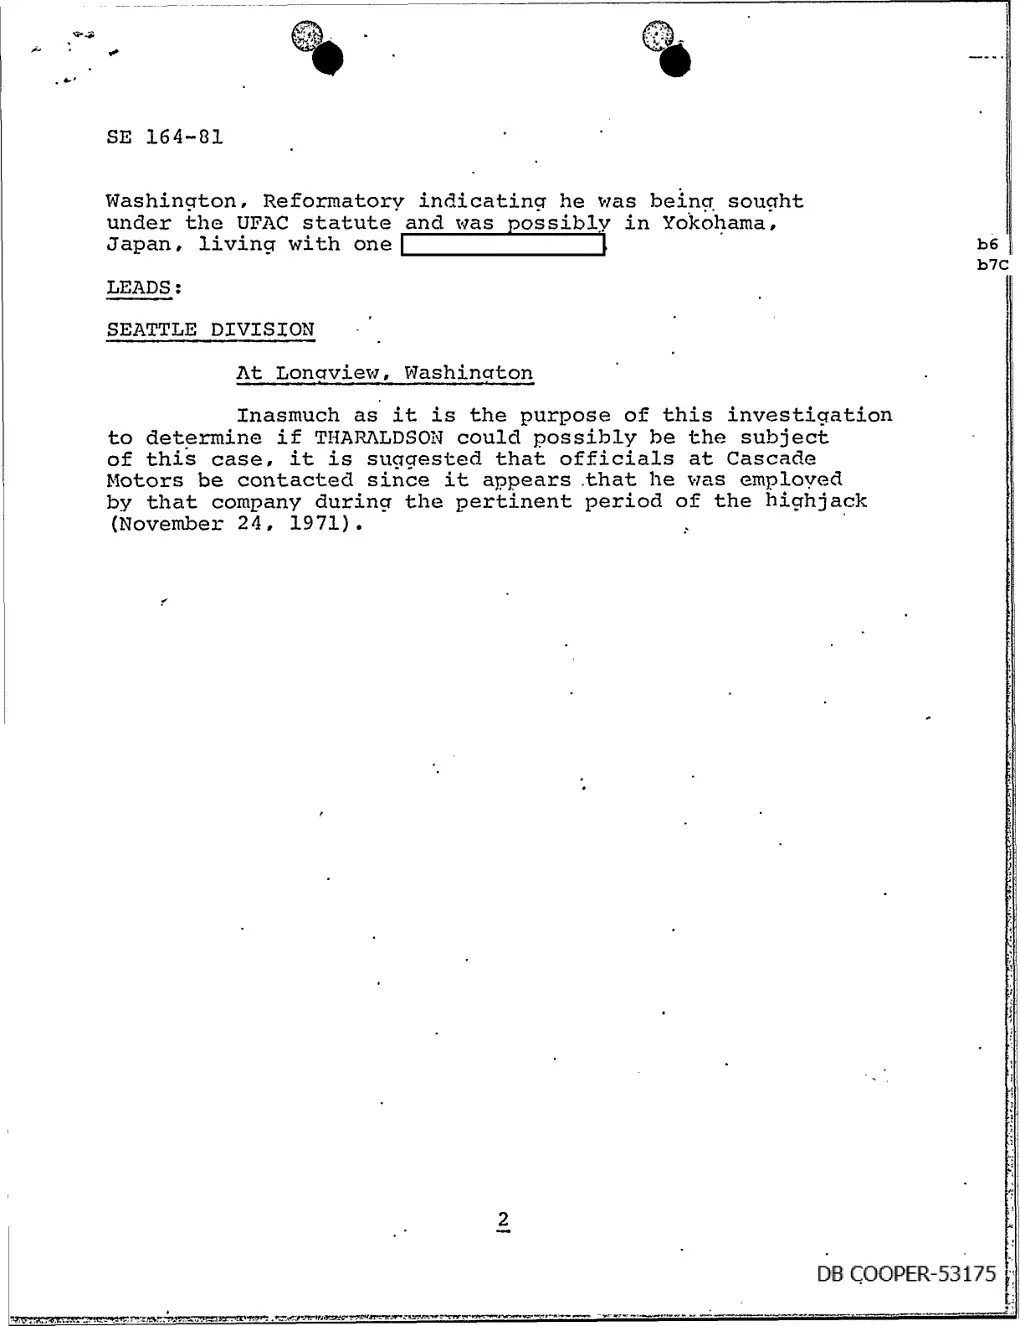 SE 164-81
Washington, Reformatory indicating he was being sought
under the UFAC statute and was possibly in Yokohama,
Japan, living with one
b6
b7C
LEADS:
SEATTLE DIVISION
At Longview, Washington
Inasmuch as it is the purpose of this investigation
to determine if THARALDSON could possibly be the subject
of this case, it is suggested that officials at Cascade
Motors be contacted since it appears that he was employed
by that company during the pertinent period of the highjack
(November 24, 1971).
2
DB COOPER-53175